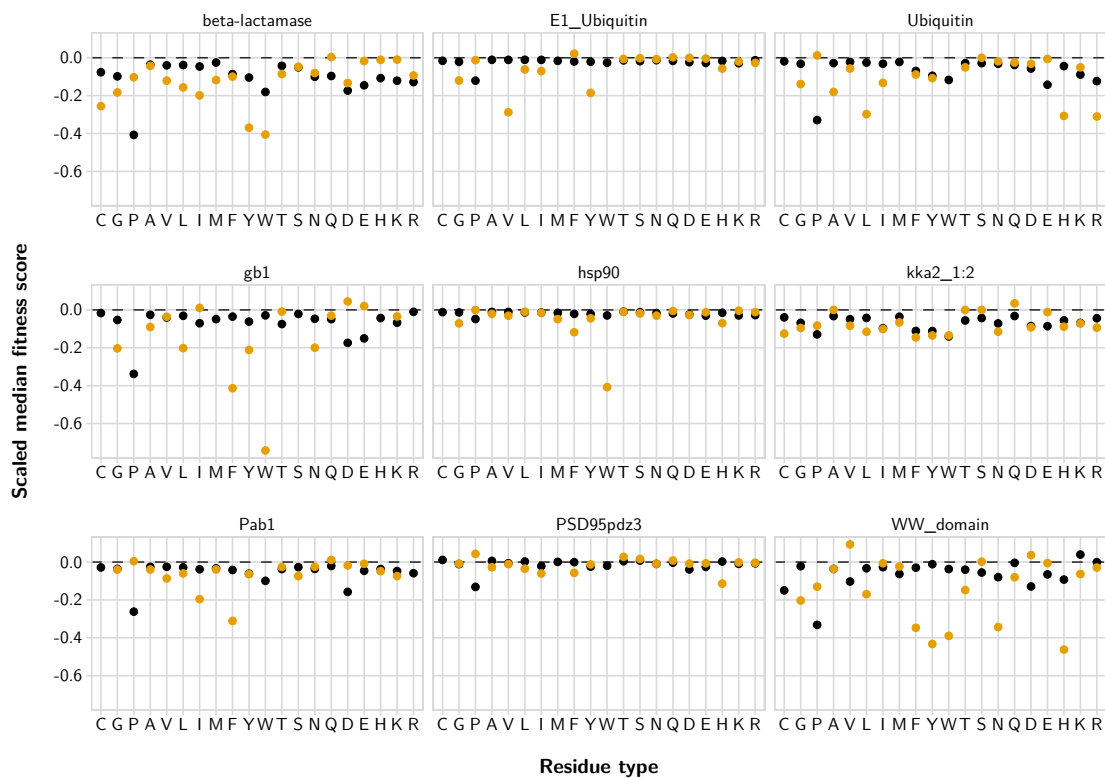 beta-lactamase E1_Ubiquitin Ubiquitin
0.0
-0.2
-0.4
-0.6
C G P A V L I M F Y W T S N Q D E H K R C G P A V L I M F Y W T S N Q D E H K R C G P A V L I M F Y W T S N Q D E H K R
gb1 hsp90 kka2_1:2
0.0
-0.2
-0.4
-0.6
C G P A V L I M F Y W T S N Q D E H K R C G P A V L I M F Y W T S N Q D E H K R C G P A V L I M F Y W T S N Q D E H K R
Scaled median fitness score
Pab1 PSD95pdz3 WW_domain
0.0
-0.2
-0.4
-0.6
C G P A V L I M F Y W T S N Q D E H K R C G P A V L I M F Y W T S N Q D E H K R C G P A V L I M F Y W T S N Q D E H K R
Residue type